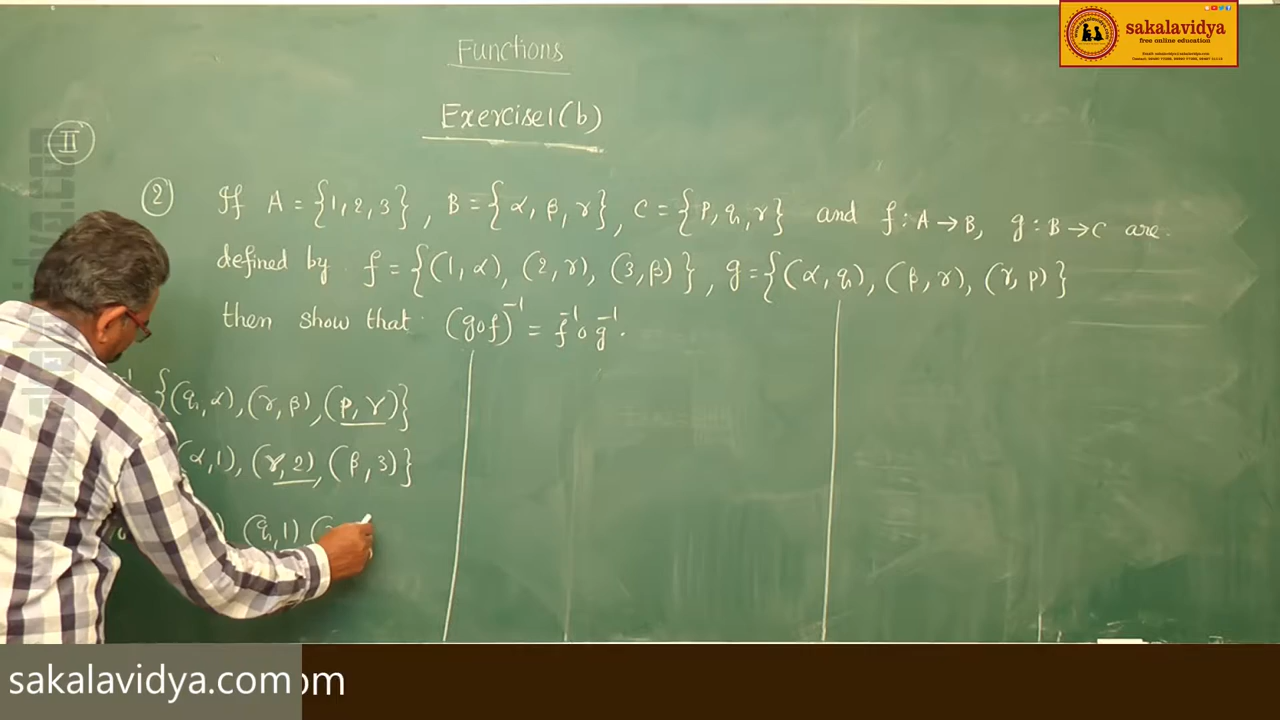 Functions
sakalavidya
free online education
Exercise 1(b)
II
② If A = {1, 2, 3}, B = {α, β, γ}, C = {p, q, r} and f : A → B, g : B → C are
defined by f = {(1, α), (2, γ), (3, β)}, g = {(α, q), (β, r), (γ, p)}
then show that (gof)⁻¹ = f⁻¹o g⁻¹.
⁻¹ = {(q, α), (r, β), (p, γ)}
(α, 1), (γ, 2), (β, 3)}
(q, 1) (
sakalavidya.com